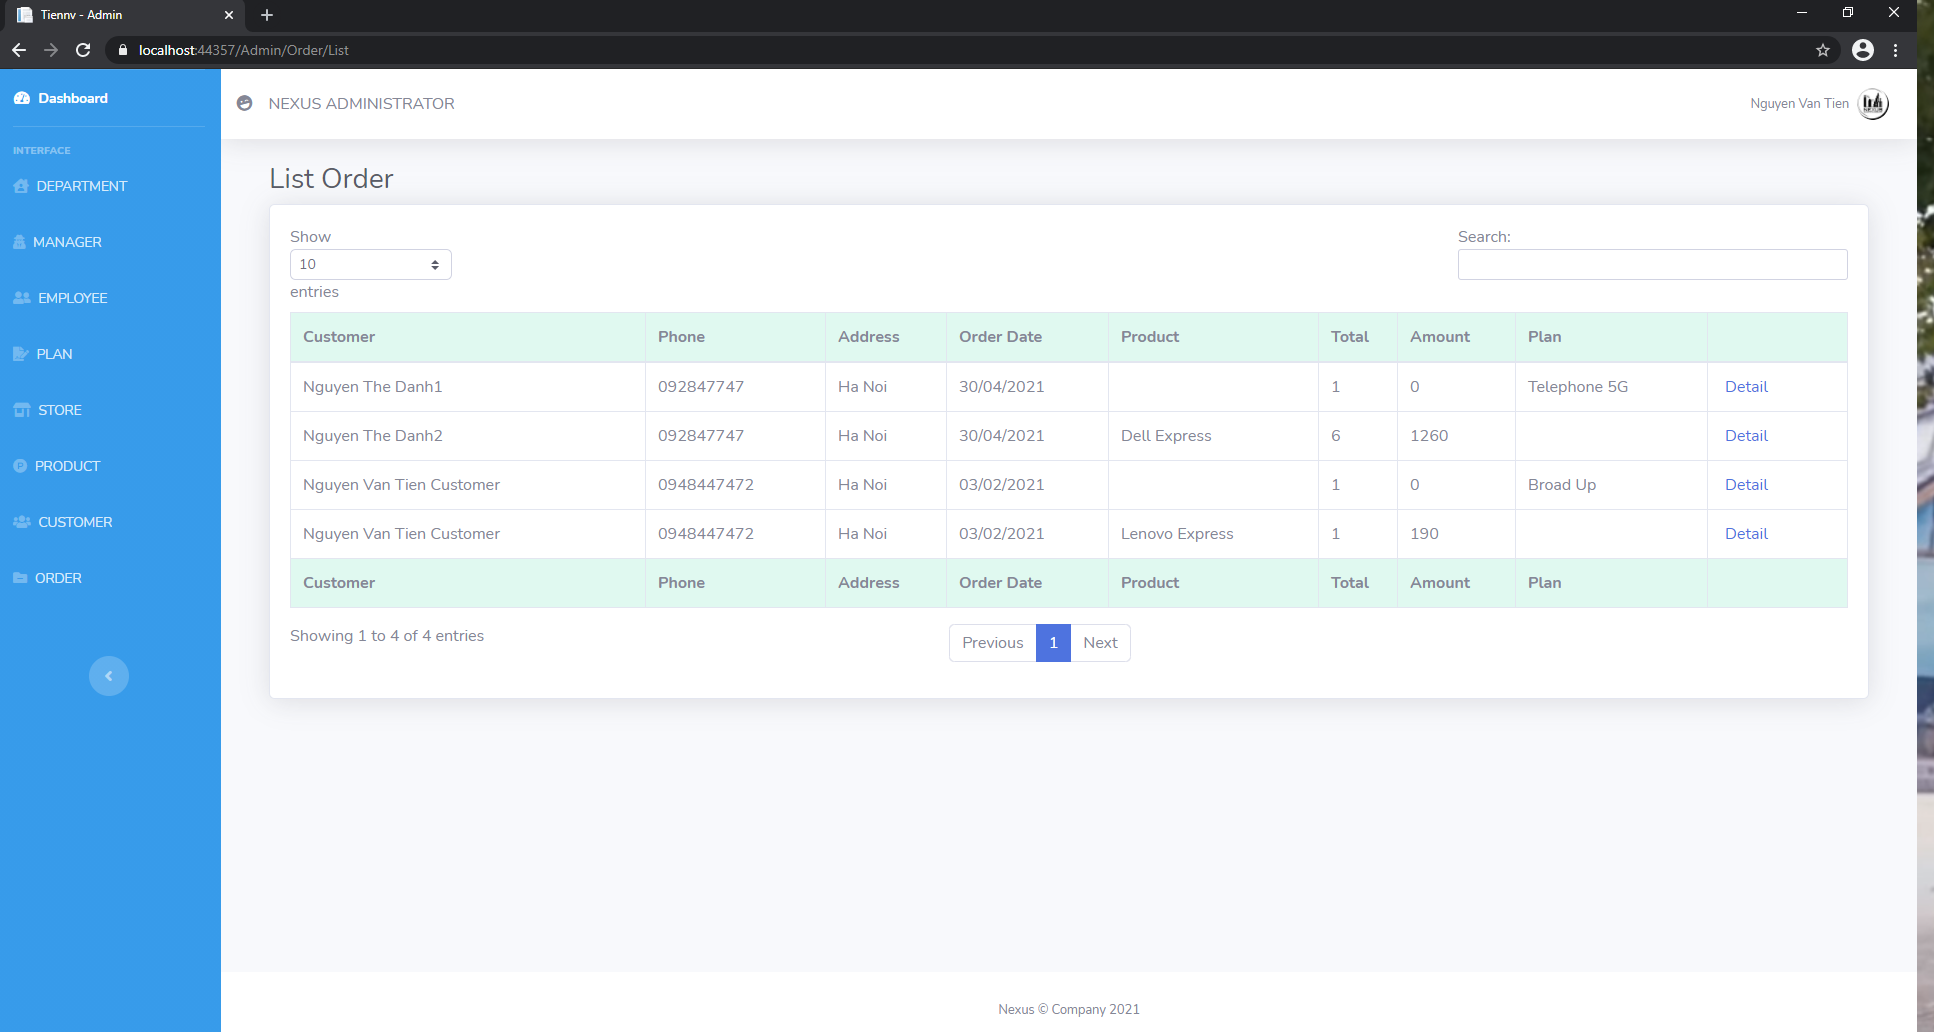 Tiennv - Admin
localhost:44357/Admin/Order/List
Dashboard
INTERFACE
DEPARTMENT
MANAGER
EMPLOYEE
PLAN
STORE
PRODUCT
CUSTOMER
ORDER
NEXUS ADMINISTRATOR
Nguyen Van Tien
List Order
Show
10
entries
Search:
Customer Phone Address Order Date Product Total Amount Plan
Nguyen The Danh1 092847747 Ha Noi 30/04/2021 1 0 Telephone 5G Detail
Nguyen The Danh2 092847747 Ha Noi 30/04/2021 Dell Express 6 1260 Detail
Nguyen Van Tien Customer 0948447472 Ha Noi 03/02/2021 1 0 Broad Up Detail
Nguyen Van Tien Customer 0948447472 Ha Noi 03/02/2021 Lenovo Express 1 190 Detail
Customer Phone Address Order Date Product Total Amount Plan
Showing 1 to 4 of 4 entries
Previous 1 Next
Nexus © Company 2021